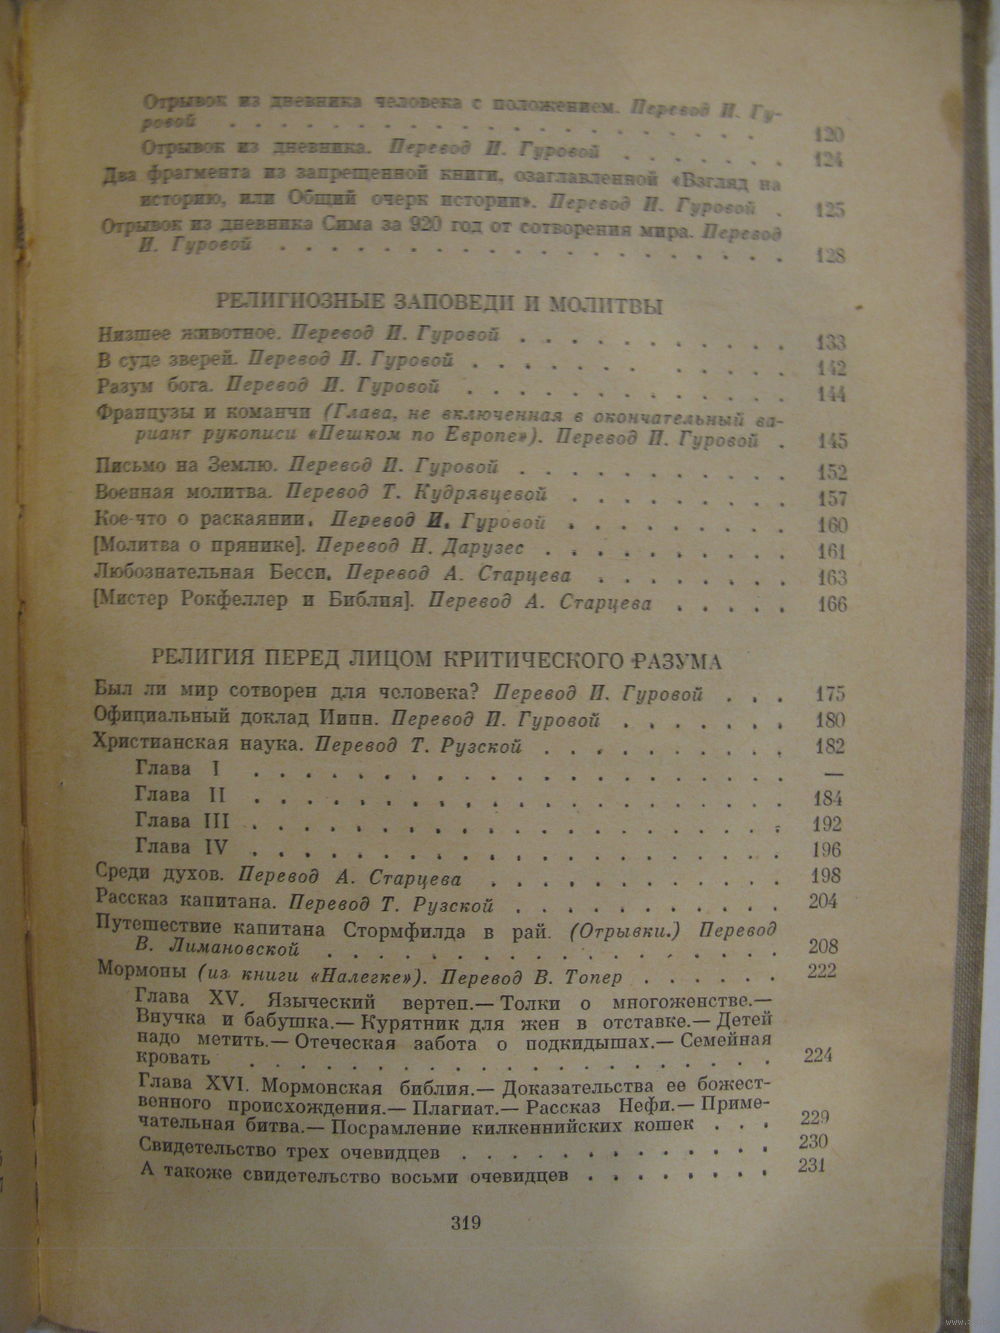 Отрывок из дневника человека с положением. Перевод И. Гу-
ровой . . . . . . . . . . . . . . . . . . . . 120
Отрывок из дневника. Перевод И. Гуровой . . . . . . . 124
Два фрагмента из запрещенной книги, озаглавленной «Взгляд на
историю, или Общий очерк истории». Перевод И. Гуровой . 125
Отрывок из дневника Сима за 920 год от сотворения мира. Перевод
И. Гуровой . . . . . . . . . . . . . . . . . . . . 128
РЕЛИГИОЗНЫЕ ЗАПОВЕДИ И МОЛИТВЫ
Низшее животное. Перевод И. Гуровой . . . . . . . . . . . 133
В суде зверей. Перевод И. Гуровой . . . . . . . . . . . . 142
Разум бога. Перевод И. Гуровой . . . . . . . . . . . . . 144
Французы и команчи (Глава, не включенная в окончательный ва-
риант рукописи «Пешком по Европе»). Перевод И. Гуровой . 145
Письмо на Землю. Перевод И. Гуровой . . . . . . . . . . . 152
Военная молитва. Перевод Т. Кудрявцевой . . . . . . . . . 157
Кое-что о раскаянии. Перевод И. Гуровой . . . . . . . . . 160
[Молитва о прянике]. Перевод Н. Дарузес . . . . . . . . . . 161
Любознательная Бесси. Перевод А. Старцева . . . . . . . . 163
[Мистер Рокфеллер и Библия]. Перевод А. Старцева . . . . . 166
РЕЛИГИЯ ПЕРЕД ЛИЦОМ КРИТИЧЕСКОГО РАЗУМА
Был ли мир сотворен для человека? Перевод И. Гуровой . . . 175
Официальный доклад Иипн. Перевод И. Гуровой . . . . . . . 180
Христианская наука. Перевод Т. Рузской . . . . . . . . . . 182
Глава I . . . . . . . . . . . . . . . . . . . . . —
Глава II . . . . . . . . . . . . . . . . . . . . . 184
Глава III . . . . . . . . . . . . . . . . . . . . . 192
Глава IV . . . . . . . . . . . . . . . . . . . . . 196
Среди духов. Перевод А. Старцева . . . . . . . . . . . . 198
Рассказ капитана. Перевод Т. Рузской . . . . . . . . . . . 204
Путешествие капитана Стормфилда в рай. (Отрывки.) Перевод
В. Лимановской . . . . . . . . . . . . . . . . . . 208
Мормоны (из книги «Налегке»). Перевод В. Топер . . . . . . 222
Глава XV. Языческий вертеп.— Толки о многоженстве.—
Внучка и бабушка.— Курятник для жен в отставке.— Детей
надо метить.— Отеческая забота о подкидышах.— Семейная
кровать . . . . . . . . . . . . . . . . . . . . . 224
Глава XVI. Мормонская библия.— Доказательства ее божест-
венного происхождения.— Плагиат.— Рассказ Нефи.— Приме-
чательная битва.— Посрамление килкеннийских кошек . . . 229
Свидетельство трех очевидцев . . . . . . . . . . . . . 230
А такоже свидетельство восьми очевидцев . . . . . . . . 231
319